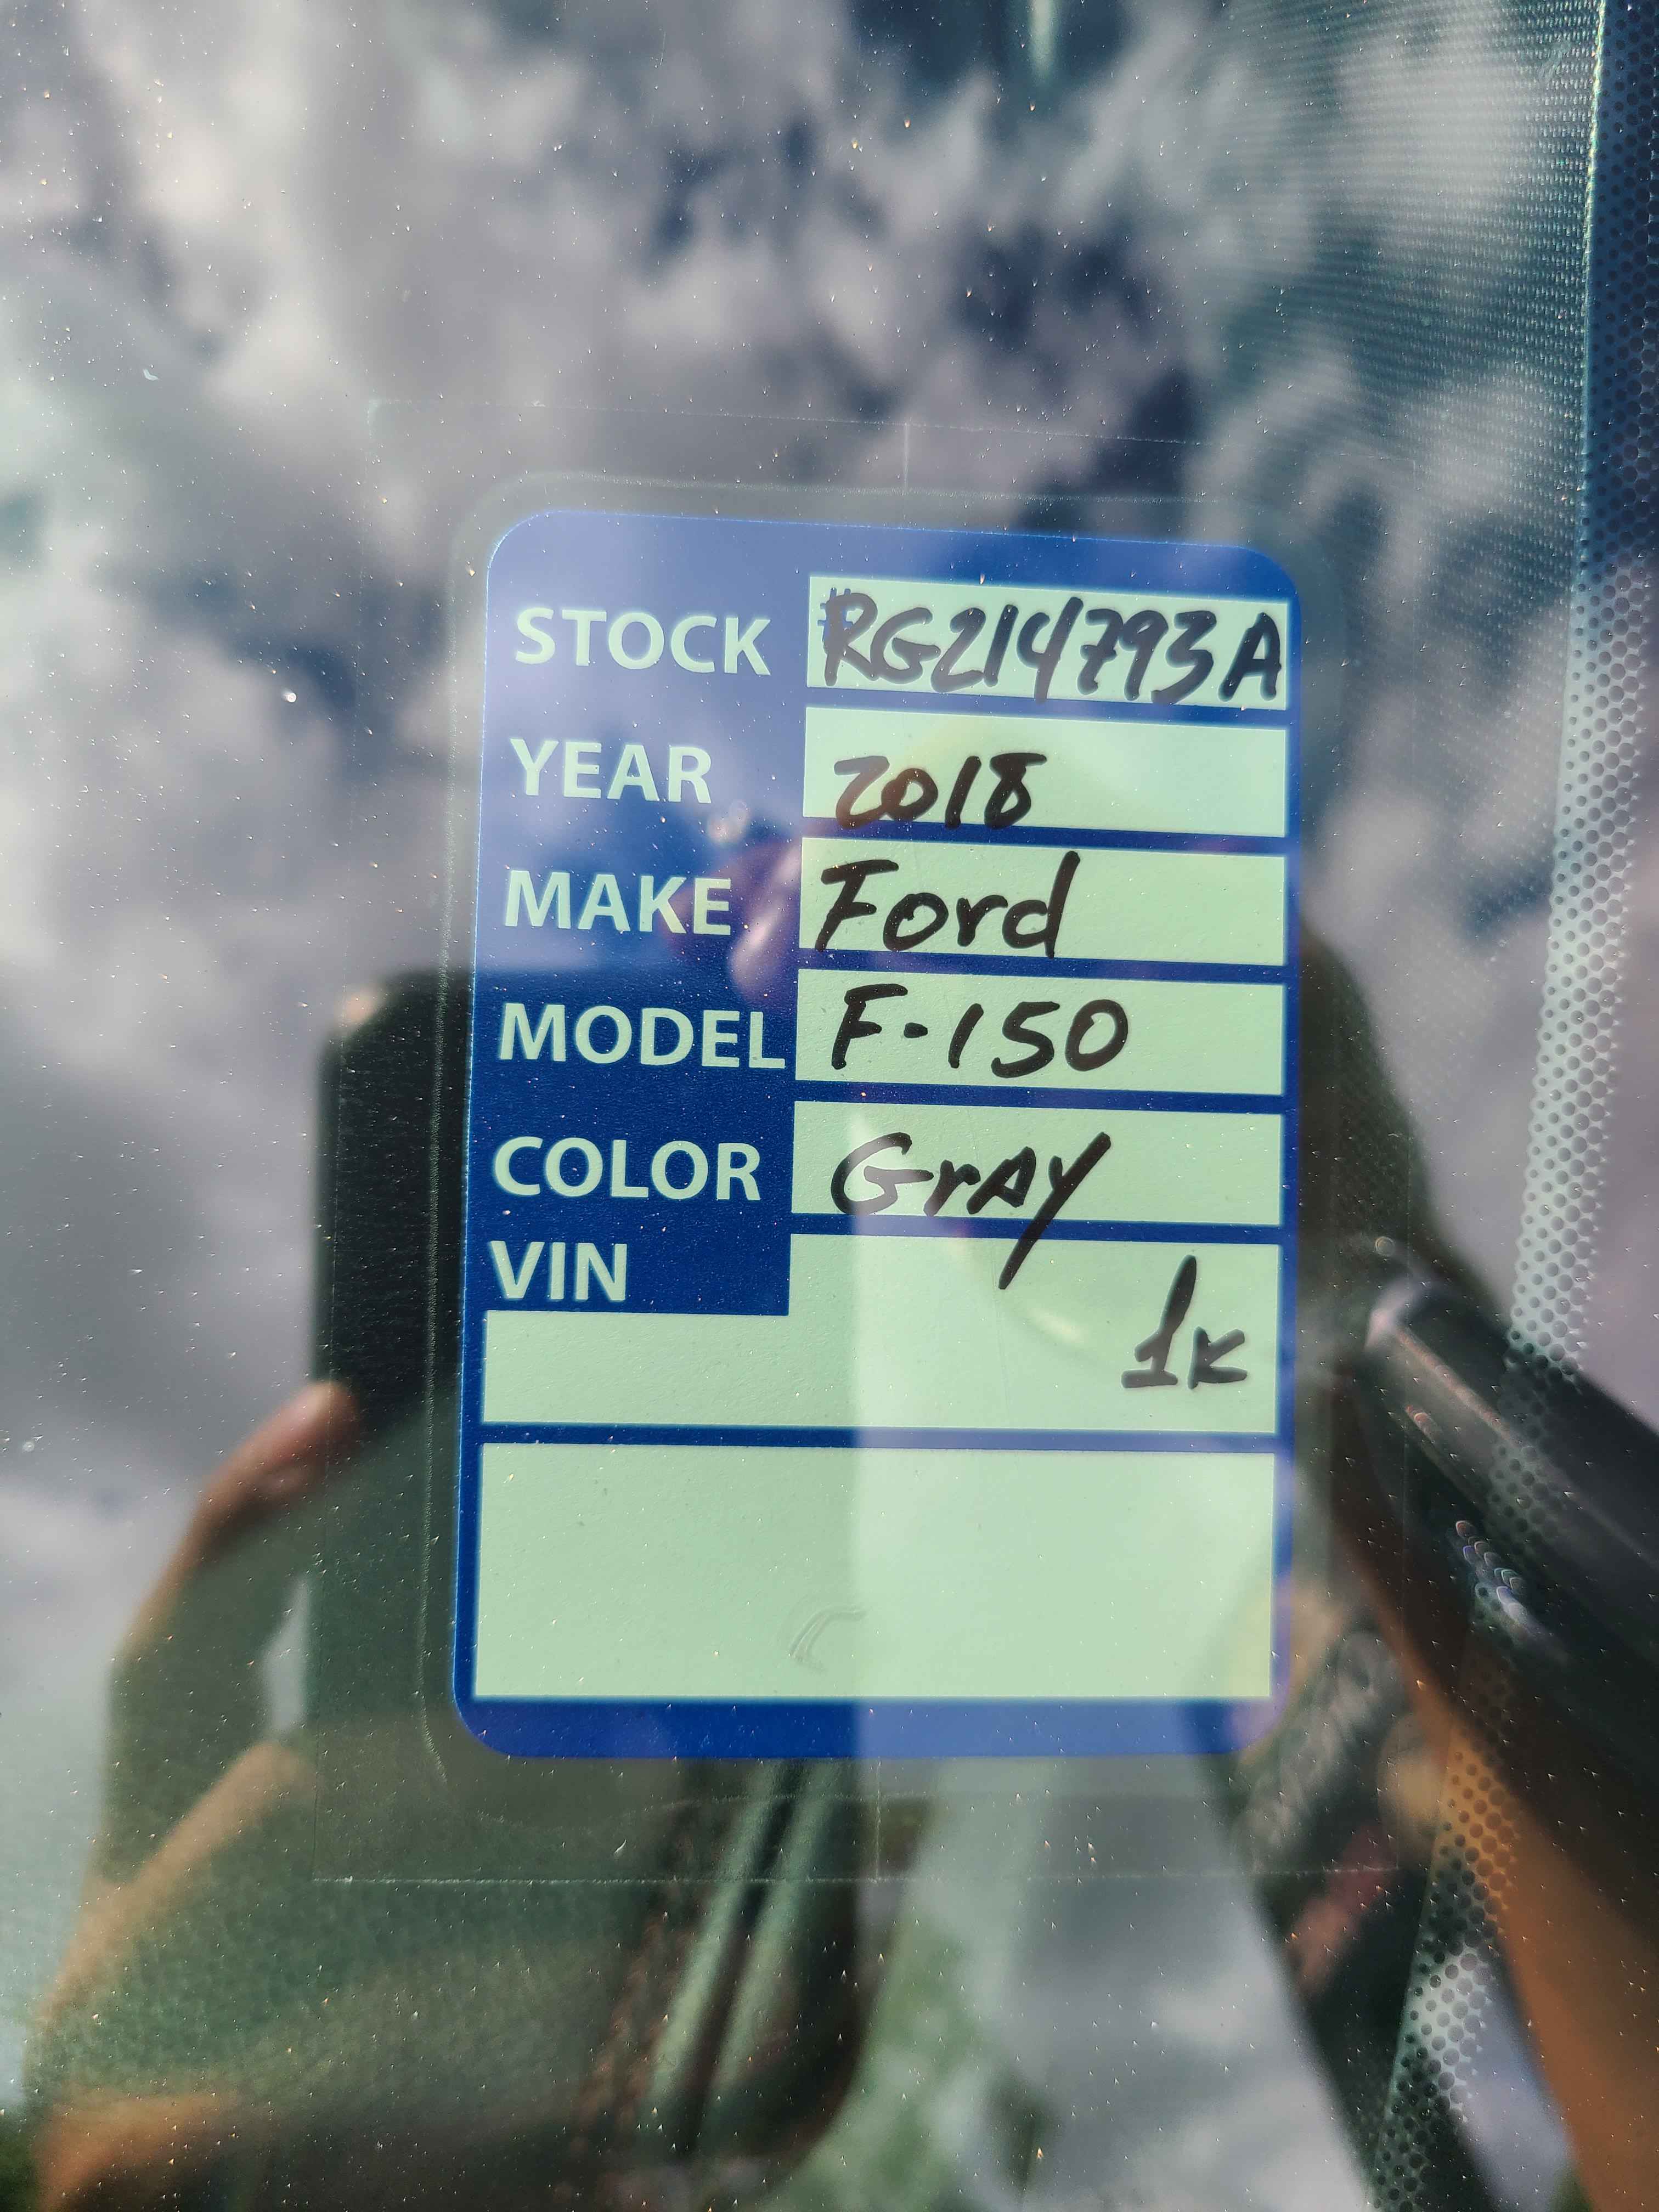 STOCK #RG214793A
YEAR 2018
MAKE Ford
MODEL F-150
COLOR GrAy
VIN
1k